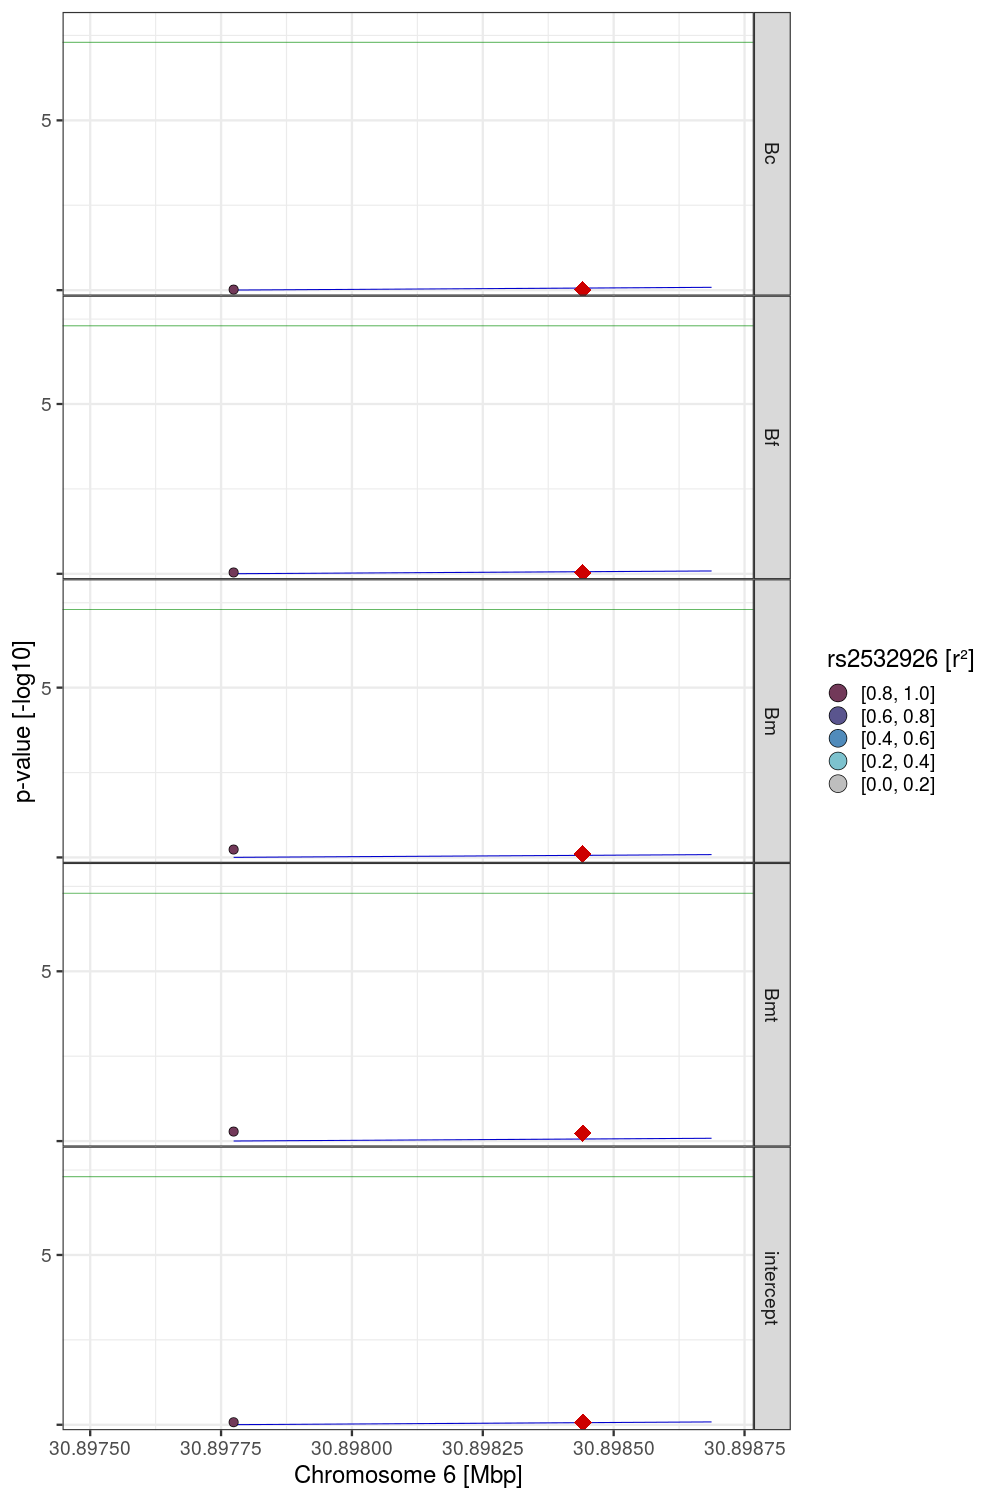 5
Bc
5
Bf
5
Bm
5
Bmt
5
intercept
p-value [-log10]
30.89750 30.89775 30.89800 30.89825 30.89850 30.89875
Chromosome 6 [Mbp]
rs2532926 [r²]
[0.8, 1.0]
[0.6, 0.8]
[0.4, 0.6]
[0.2, 0.4]
[0.0, 0.2]